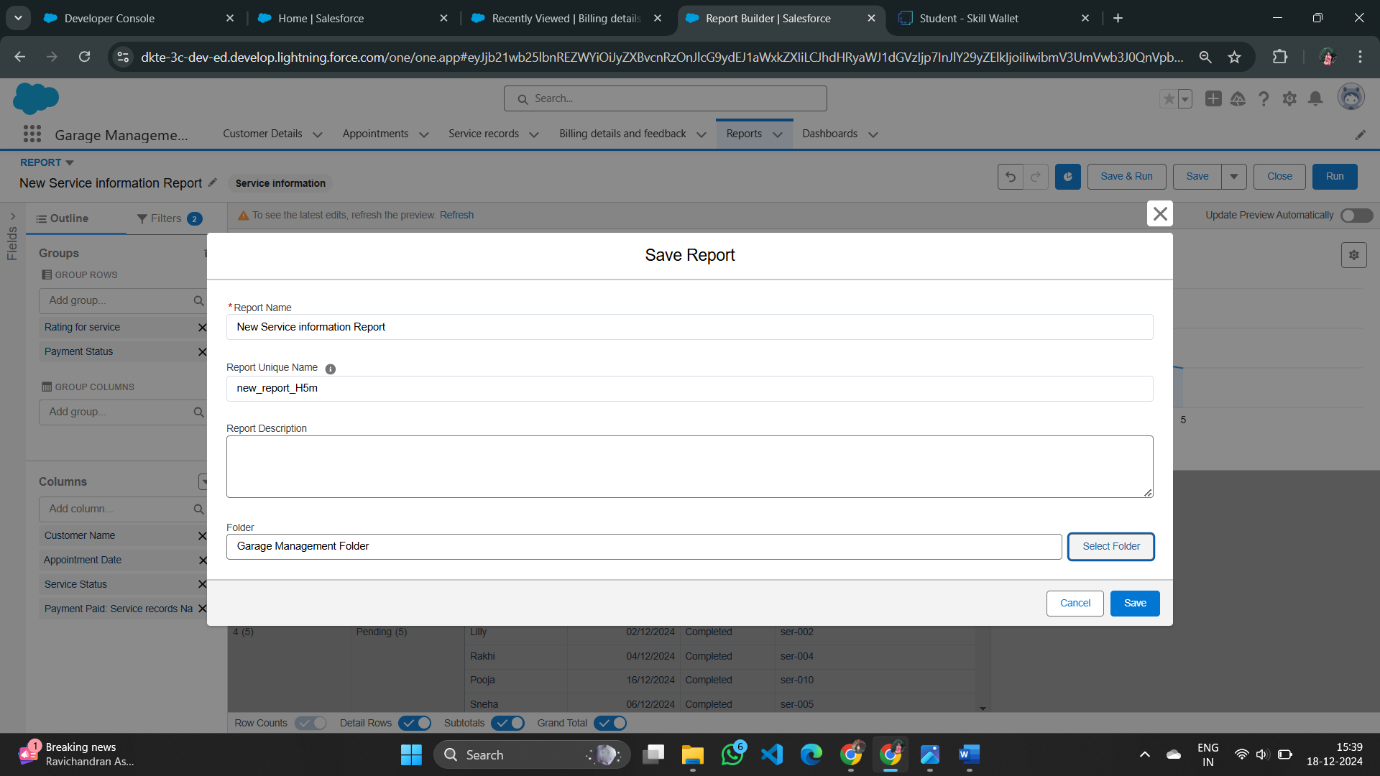 Developer Console
Home | Salesforce
Recently Viewed | Billing details
Report Builder | Salesforce
Student - Skill Wallet
dkte-3c-dev-ed.develop.lightning.force.com/one/one.app#eyJjb21wb25lbnREZWYiOiJyZXBvcnRzOnJlcG9ydEJ1aWxkZXIiLCJhdHRyaWJ1dGVzIjp7InJlY29yZElkIjoiIiwibmV3UmVwb3J0QnVpb...
Search...
Garage Manageme...
Customer Details
Appointments
Service records
Billing details and feedback
Reports
Dashboards
REPORT
New Service information Report
Service information
Save & Run
Save
Close
Run
Fields
Outline
Filters 2
To see the latest edits, refresh the preview. Refresh
Update Preview Automatically
Groups
GROUP ROWS
Add group...
Rating for service
Payment Status
GROUP COLUMNS
Add group...
Columns
Add column...
Customer Name
Appointment Date
Service Status
Payment Paid: Service records Na
Save Report
* Report Name
New Service information Report
Report Unique Name
new_report_H5m
Report Description
Folder
Garage Management Folder
Select Folder
Cancel
Save
5
4 (5) Pending (5) Lilly 02/12/2024 Completed ser-002
Rakhi 04/12/2024 Completed ser-004
Pooja 16/12/2024 Completed ser-010
Sneha 06/12/2024 Completed ser-005
Row Counts
Detail Rows
Subtotals
Grand Total
1
Breaking news
Ravichandran As...
Search
6
ENG
IN
15:39
18-12-2024